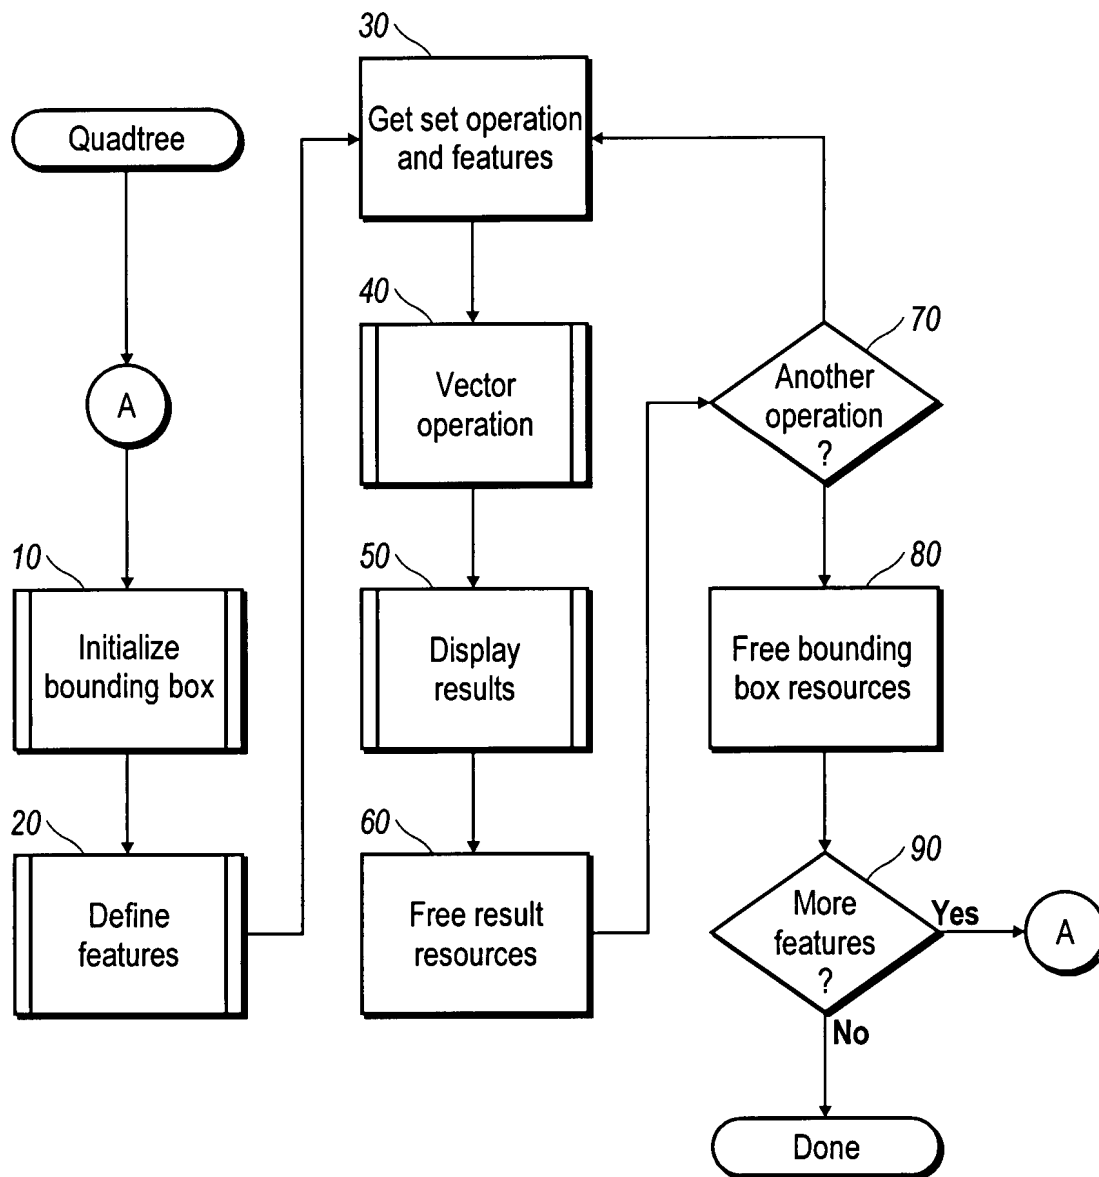 Quadtree
A
10
Initialize
bounding box
20
Define
features
30
Get set operation
and features
40
Vector
operation
50
Display
results
60
Free result
resources
70
Another
operation
?
80
Free bounding
box resources
90
More
features
?
Yes
A
No
Done